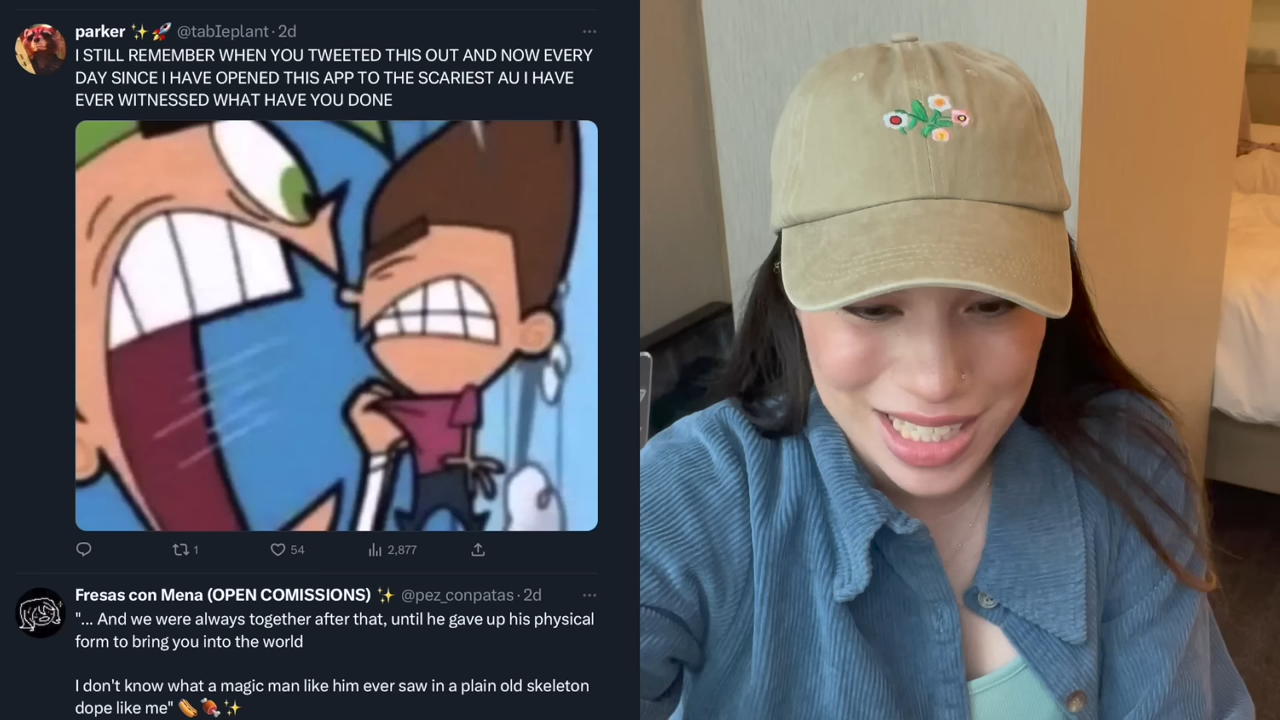 parker ✨🚀 @tabIeplant · 2d
I STILL REMEMBER WHEN YOU TWEETED THIS OUT AND NOW EVERY
DAY SINCE I HAVE OPENED THIS APP TO THE SCARIEST AU I HAVE
EVER WITNESSED WHAT HAVE YOU DONE
1 54 2,877
Fresas con Mena (OPEN COMISSIONS) ✨ @pez_conpatas · 2d
"... And we were always together after that, until he gave up his physical
form to bring you into the world
I don't know what a magic man like him ever saw in a plain old skeleton
dope like me" 🌭🍖✨